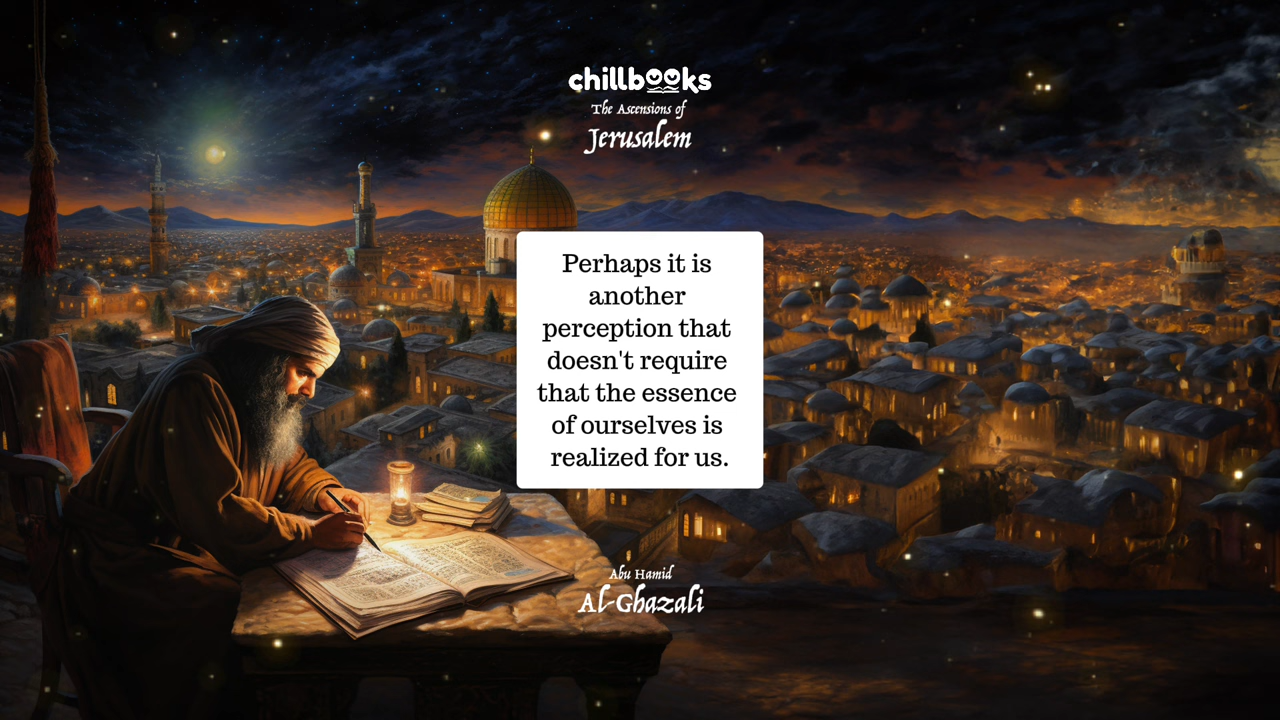 chillbooks
The Ascensions of
Jerusalem
Perhaps it is
another
perception that
doesn't require
that the essence
of ourselves is
realized for us.
Abu Hamid
Al-Ghazali